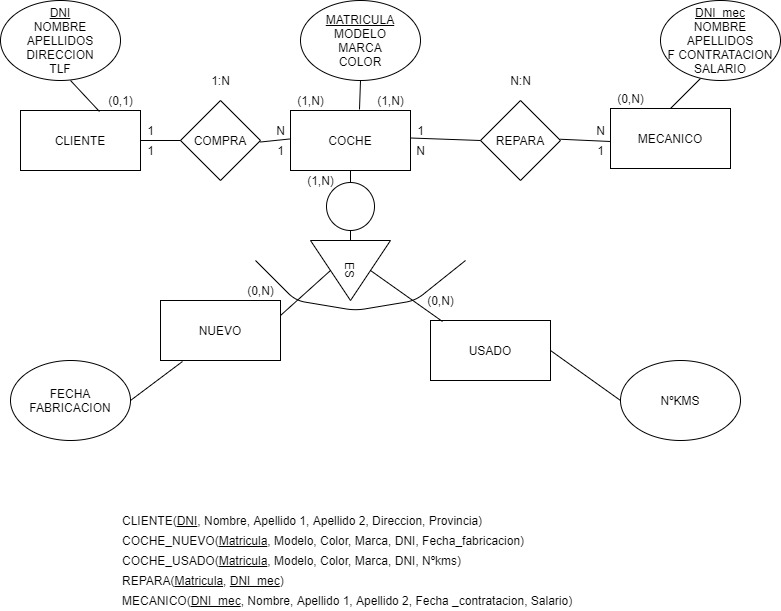 DNI
NOMBRE
APELLIDOS
DIRECCION
TLF
MATRICULA
MODELO
MARCA
COLOR
DNI_mec
NOMBRE
APELLIDOS
F CONTRATACION
SALARIO
1:N
N:N
(0,1)
(1,N)
(1,N)
(0,N)
CLIENTE
1
1
COMPRA
N
1
COCHE
1
N
REPARA
N
1
MECANICO
(1,N)
ES
(0,N)
(0,N)
NUEVO
USADO
FECHA
FABRICACION
NºKMS
CLIENTE(DNI, Nombre, Apellido 1, Apellido 2, Direccion, Provincia)
COCHE_NUEVO(Matricula, Modelo, Color, Marca, DNI, Fecha_fabricacion)
COCHE_USADO(Matricula, Modelo, Color, Marca, DNI, Nºkms)
REPARA(Matricula, DNI_mec)
MECANICO(DNI_mec, Nombre, Apellido 1, Apellido 2, Fecha _contratacion, Salario)